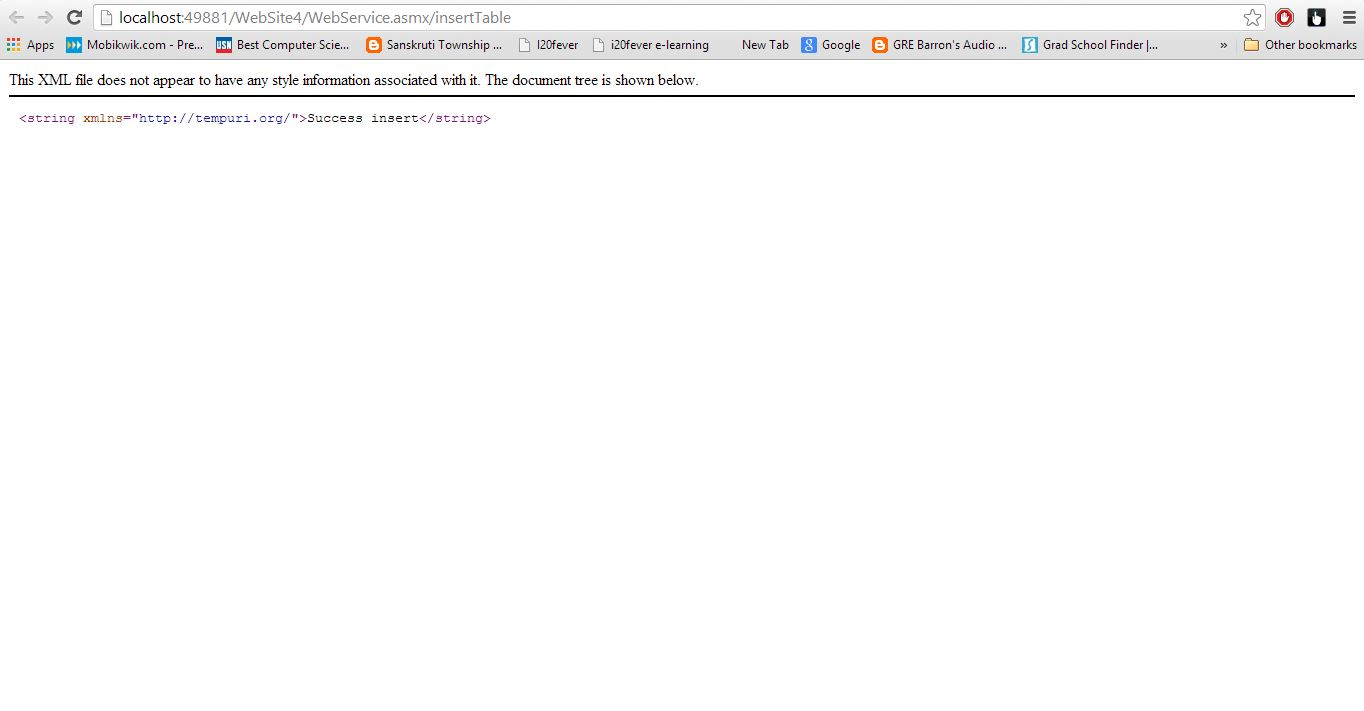 localhost:49881/WebSite4/WebService.asmx/insertTable
Apps Mobikwik.com - Pre... USN Best Computer Scie... Sanskruti Township ... I20fever i20fever e-learning New Tab 8 Google GRE Barron's Audio ... Grad School Finder |... » Other bookmarks
This XML file does not appear to have any style information associated with it. The document tree is shown below.
<string xmlns="http://tempuri.org/">Success insert</string>